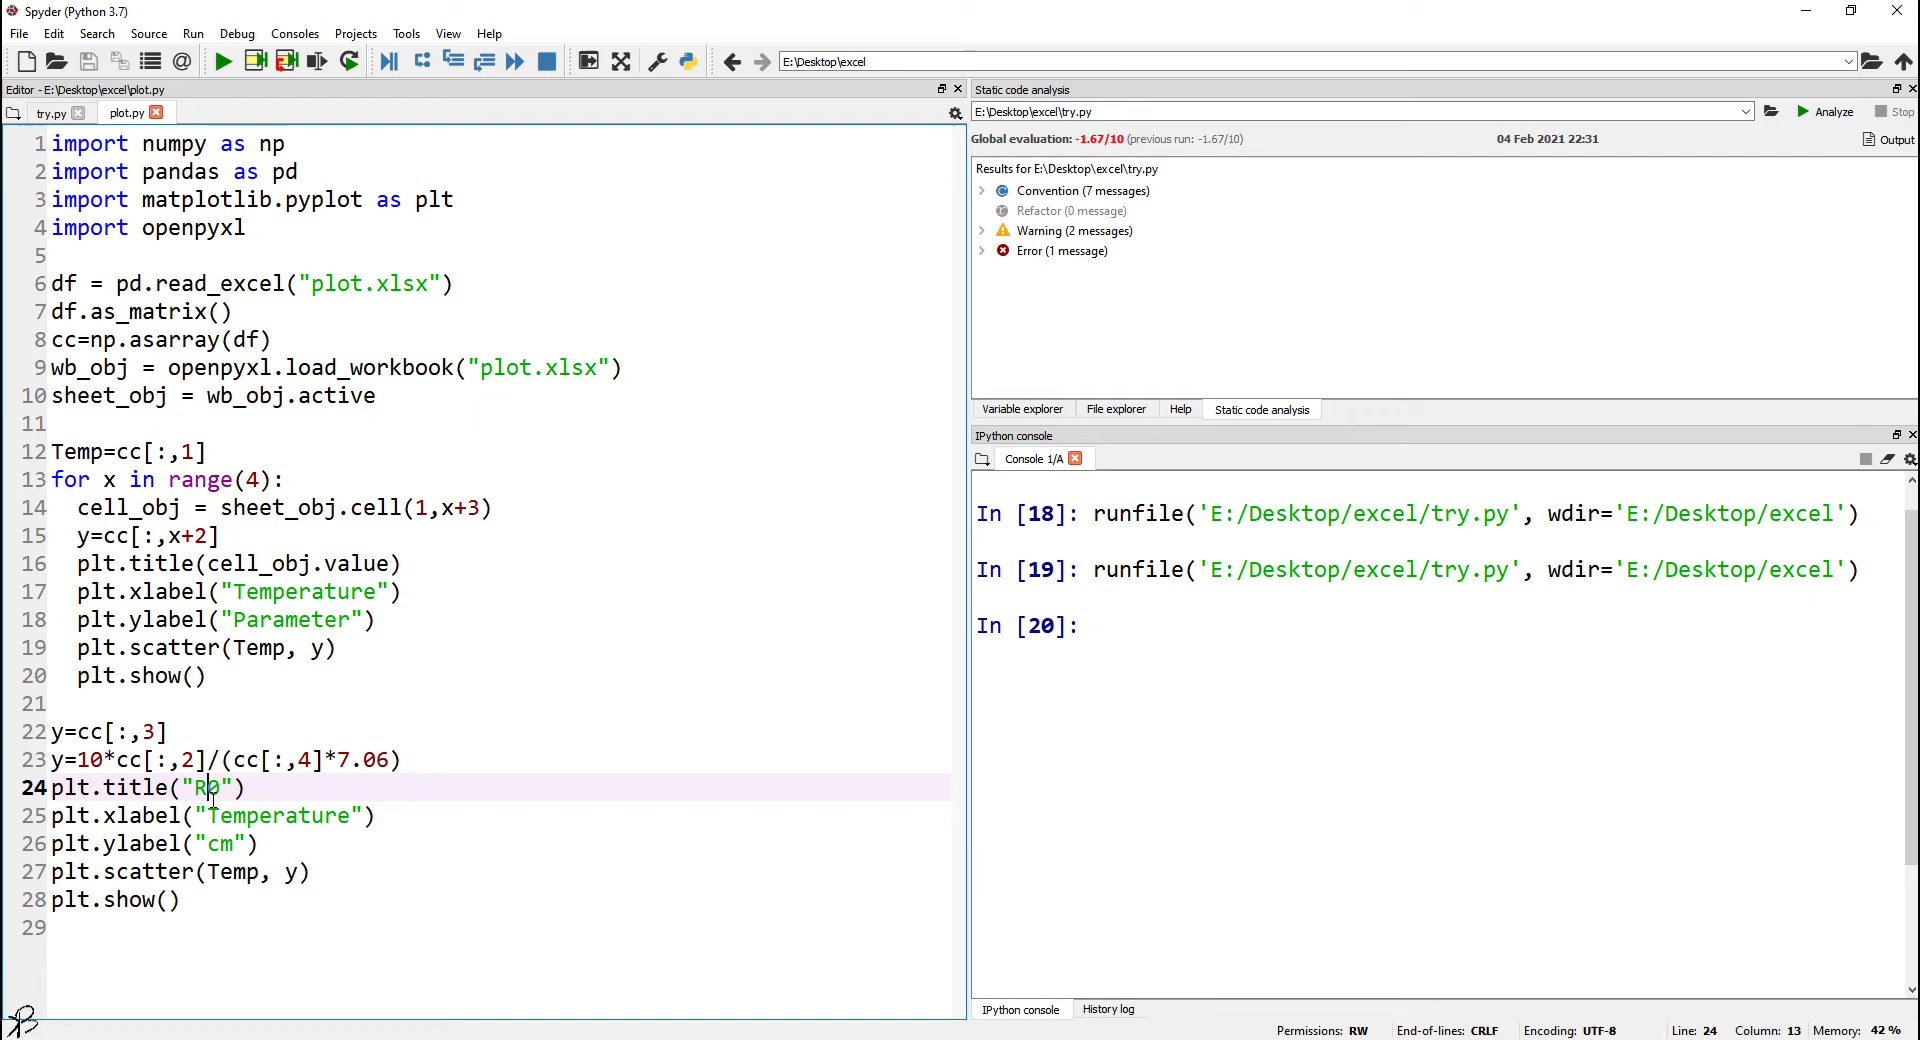 Spyder (Python 3.7)
File Edit Search Source Run Debug Consoles Projects Tools View Help
E:\Desktop\excel
Editor - E:\Desktop\excel\plot.py
try.py plot.py
1 import numpy as np
2 import pandas as pd
3 import matplotlib.pyplot as plt
4 import openpyxl
5
6 df = pd.read_excel("plot.xlsx")
7 df.as_matrix()
8 cc=np.asarray(df)
9 wb_obj = openpyxl.load_workbook("plot.xlsx")
10 sheet_obj = wb_obj.active
11
12 Temp=cc[:,1]
13 for x in range(4):
14   cell_obj = sheet_obj.cell(1,x+3)
15   y=cc[:,x+2]
16   plt.title(cell_obj.value)
17   plt.xlabel("Temperature")
18   plt.ylabel("Parameter")
19   plt.scatter(Temp, y)
20   plt.show()
21
22 y=cc[:,3]
23 y=10*cc[:,2]/(cc[:,4]*7.06)
24 plt.title("R0")
25 plt.xlabel("Temperature")
26 plt.ylabel("cm")
27 plt.scatter(Temp, y)
28 plt.show()
29
Static code analysis
E:\Desktop\excel\try.py Analyze Stop
Global evaluation: -1.67/10 (previous run: -1.67/10) 04 Feb 2021 22:31 Output
Results for E:\Desktop\excel\try.py
Convention (7 messages)
Refactor (0 message)
Warning (2 messages)
Error (1 message)
Variable explorer File explorer Help Static code analysis
IPython console
Console 1/A
In [18]: runfile('E:/Desktop/excel/try.py', wdir='E:/Desktop/excel')
In [19]: runfile('E:/Desktop/excel/try.py', wdir='E:/Desktop/excel')
In [20]:
IPython console History log
Permissions: RW End-of-lines: CRLF Encoding: UTF-8 Line: 24 Column: 13 Memory: 42 %